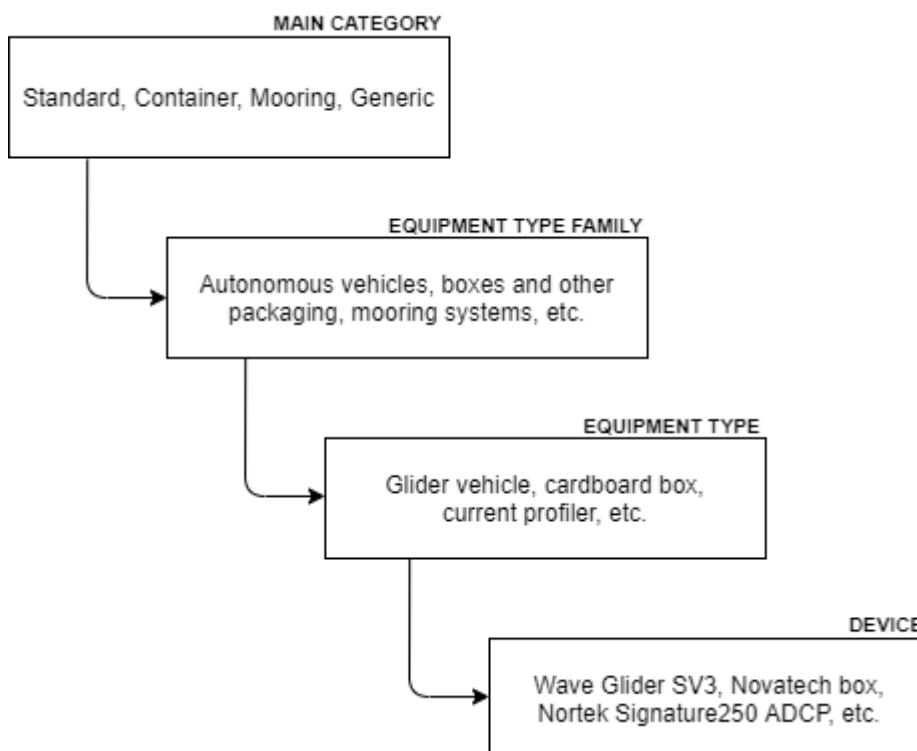 MAIN CATEGORY
Standard, Container, Mooring, Generic
EQUIPMENT TYPE FAMILY
Autonomous vehicles, boxes and other
packaging, mooring systems, etc.
EQUIPMENT TYPE
Glider vehicle, cardboard box,
current profiler, etc.
DEVICE
Wave Glider SV3, Novatech box,
Nortek Signature250 ADCP, etc.